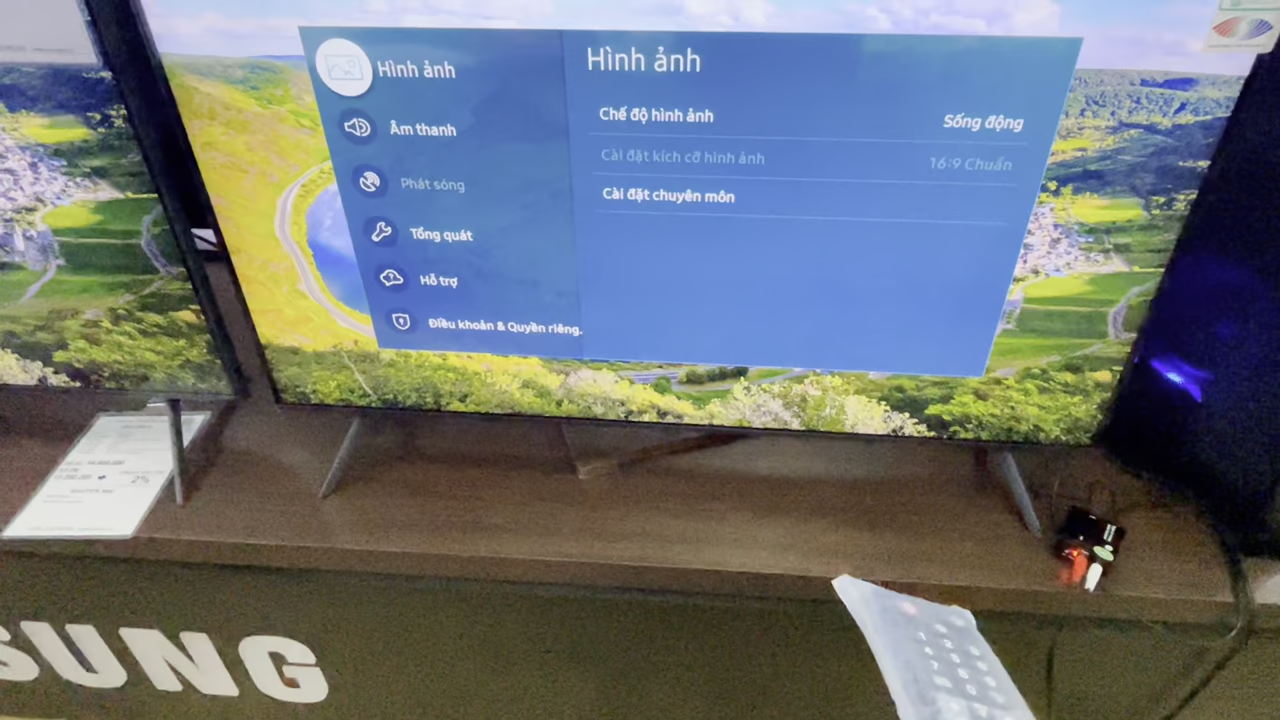 Hình ảnh
Âm thanh
Phát sóng
Tổng quát
Hỗ trợ
Điều khoản & Quyền riêng.
Hình ảnh
Chế độ hình ảnh Sống động
Cài đặt kích cỡ hình ảnh 16:9 Chuẩn
Cài đặt chuyên môn
SUNG